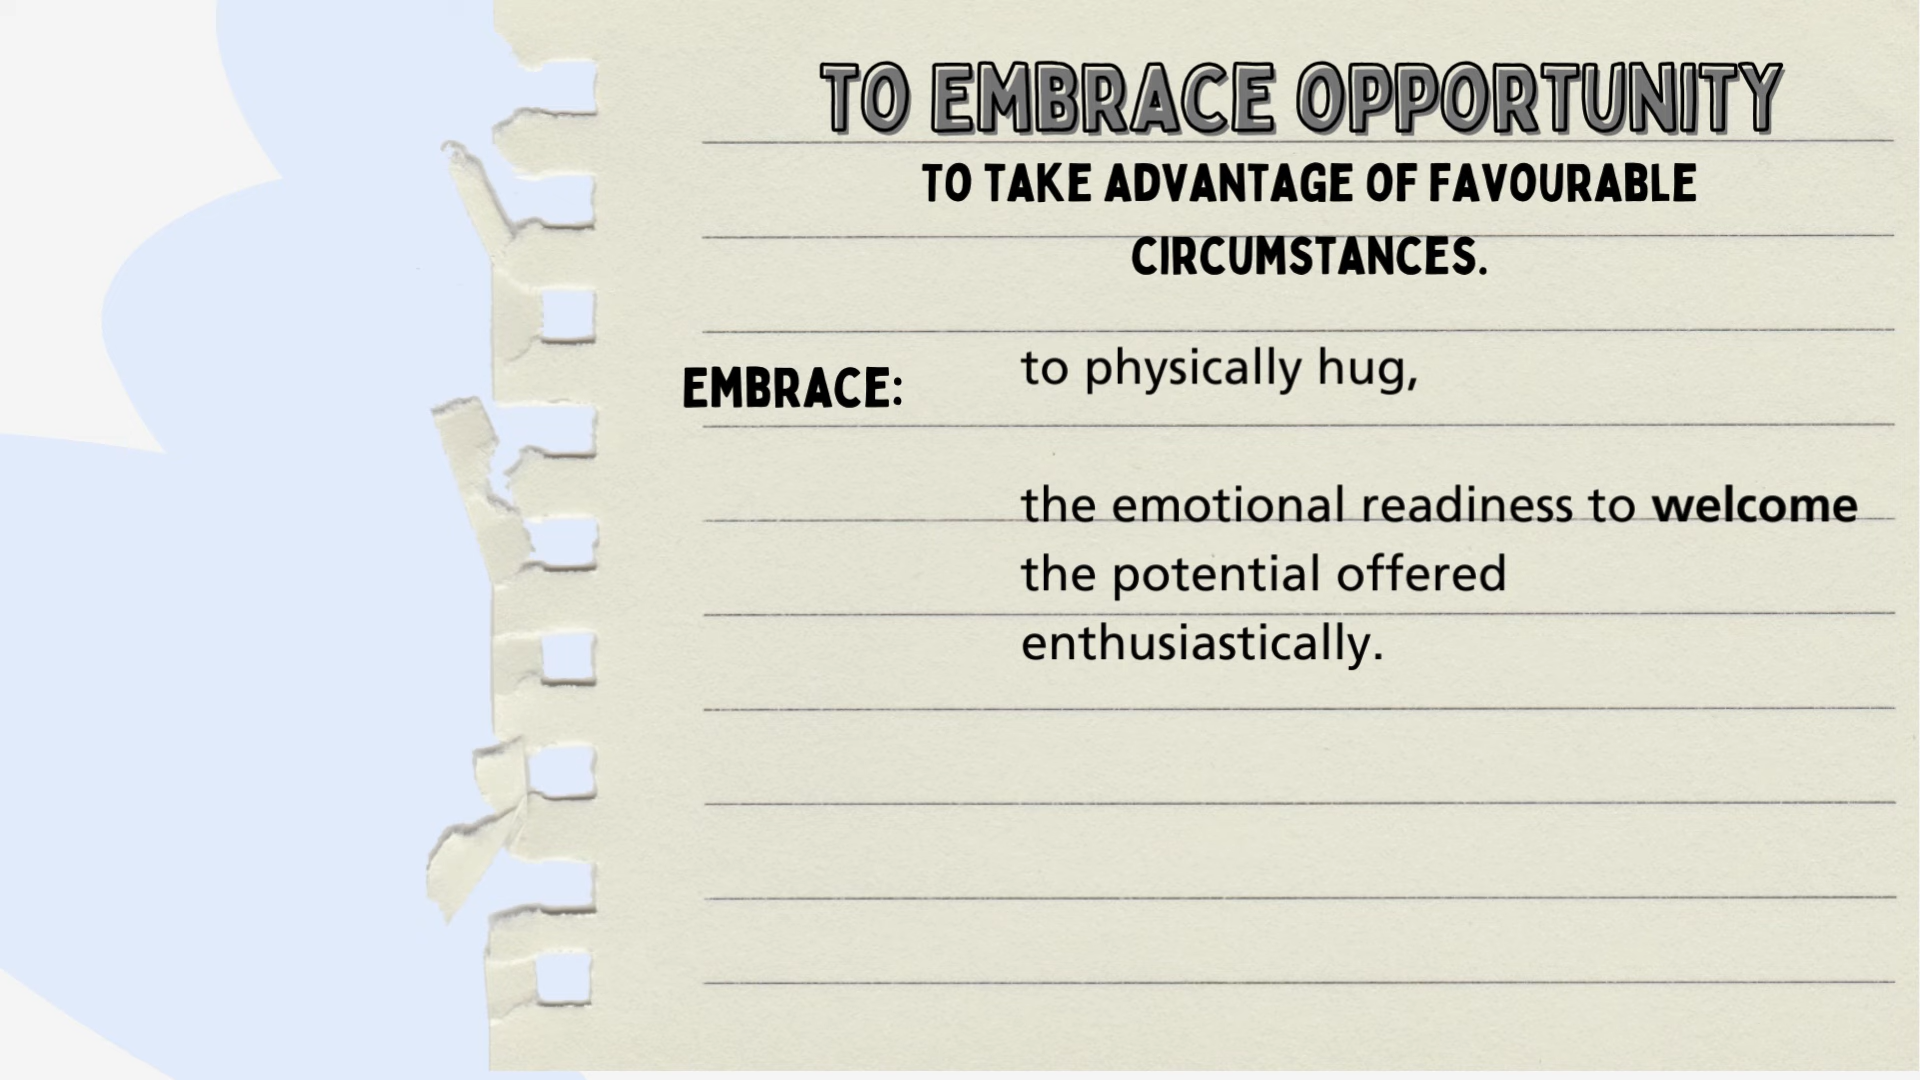 TO EMBRACE OPPORTUNITY
TO TAKE ADVANTAGE OF FAVOURABLE
CIRCUMSTANCES.
EMBRACE:
to physically hug,
the emotional readiness to welcome
the potential offered
enthusiastically.